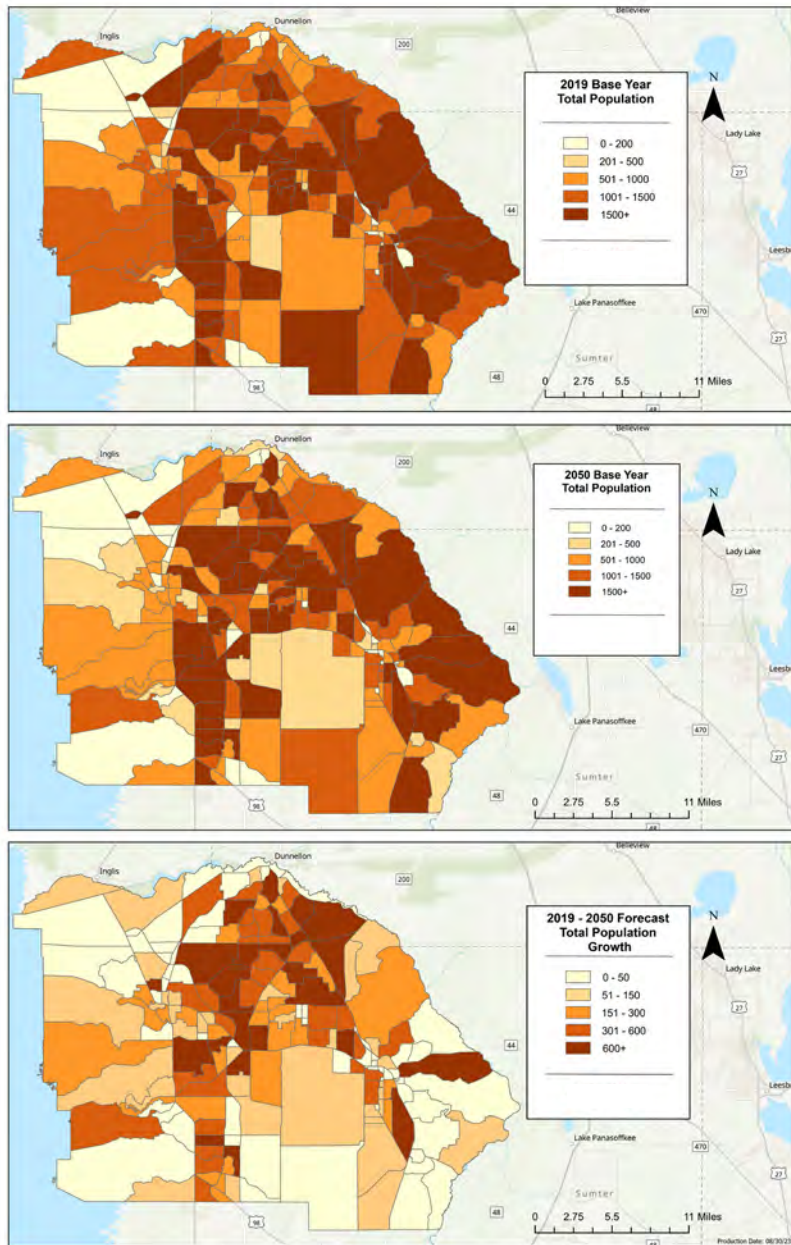 Belleview
Dunnellon
Inglis
200
N
2019 Base Year
Total Population
0 - 200
201 - 500
501 - 1000
1001 - 1500
1500+
Lady Lake
27
44
Leesb
Lake Panasoffkee
470
Sumter
27
48
98
0 2.75 5.5 11 Miles
48
Belleview
Dunnellon
Inglis
200
N
2050 Base Year
Total Population
0 - 200
201 - 500
501 - 1000
1001 - 1500
1500+
Lady Lake
27
44
Leesb
Lake Panasoffkee
470
Sumter
27
48
98
0 2.75 5.5 11 Miles
48
Belleview
Dunnellon
Inglis
200
N
2019 - 2050 Forecast
Total Population
Growth
0 - 50
51 - 150
151 - 300
301 - 600
600+
Lady Lake
27
44
Leesb
Lake Panasoffkee
470
Sumter
27
48
98
0 2.75 5.5 11 Miles
48